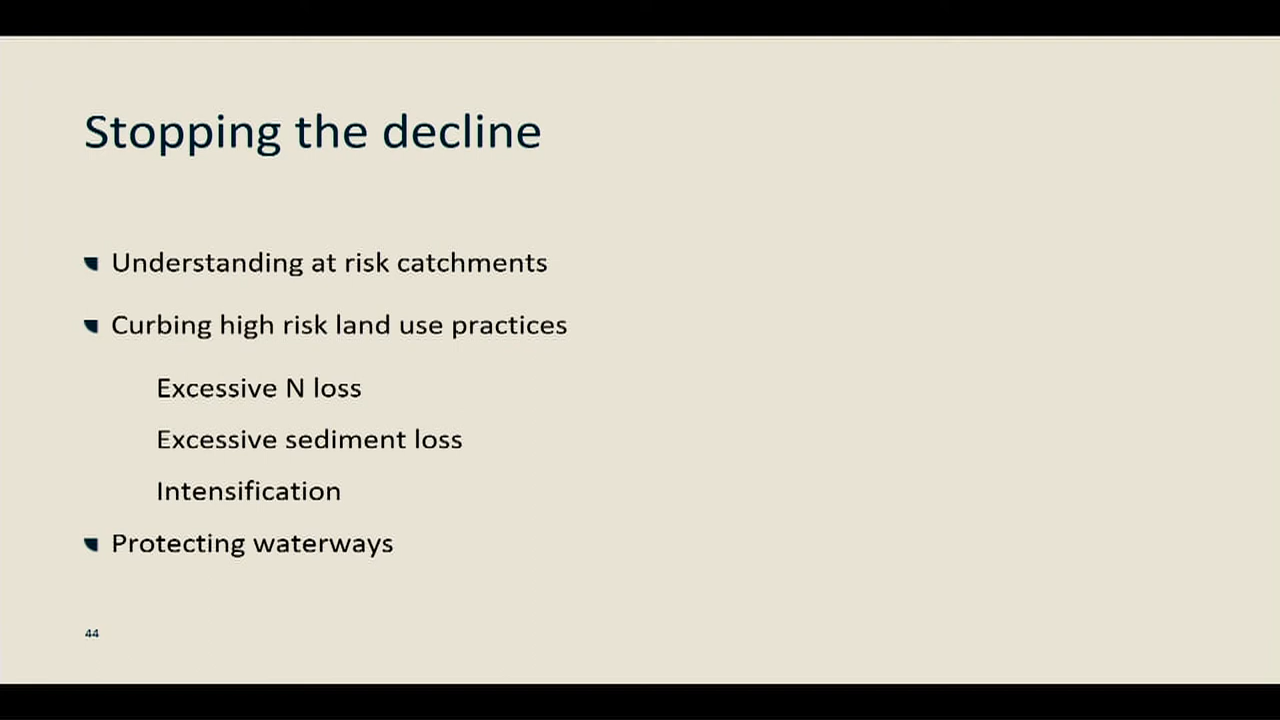 Stopping the decline
Understanding at risk catchments
Curbing high risk land use practices
Excessive N loss
Excessive sediment loss
Intensification
Protecting waterways
44